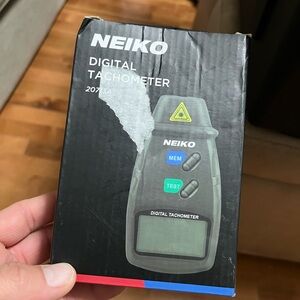 NEIKO
DIGITAL
TACHOMETER
NEIKO
MEM
TEST
DIGITAL TACHOMETER